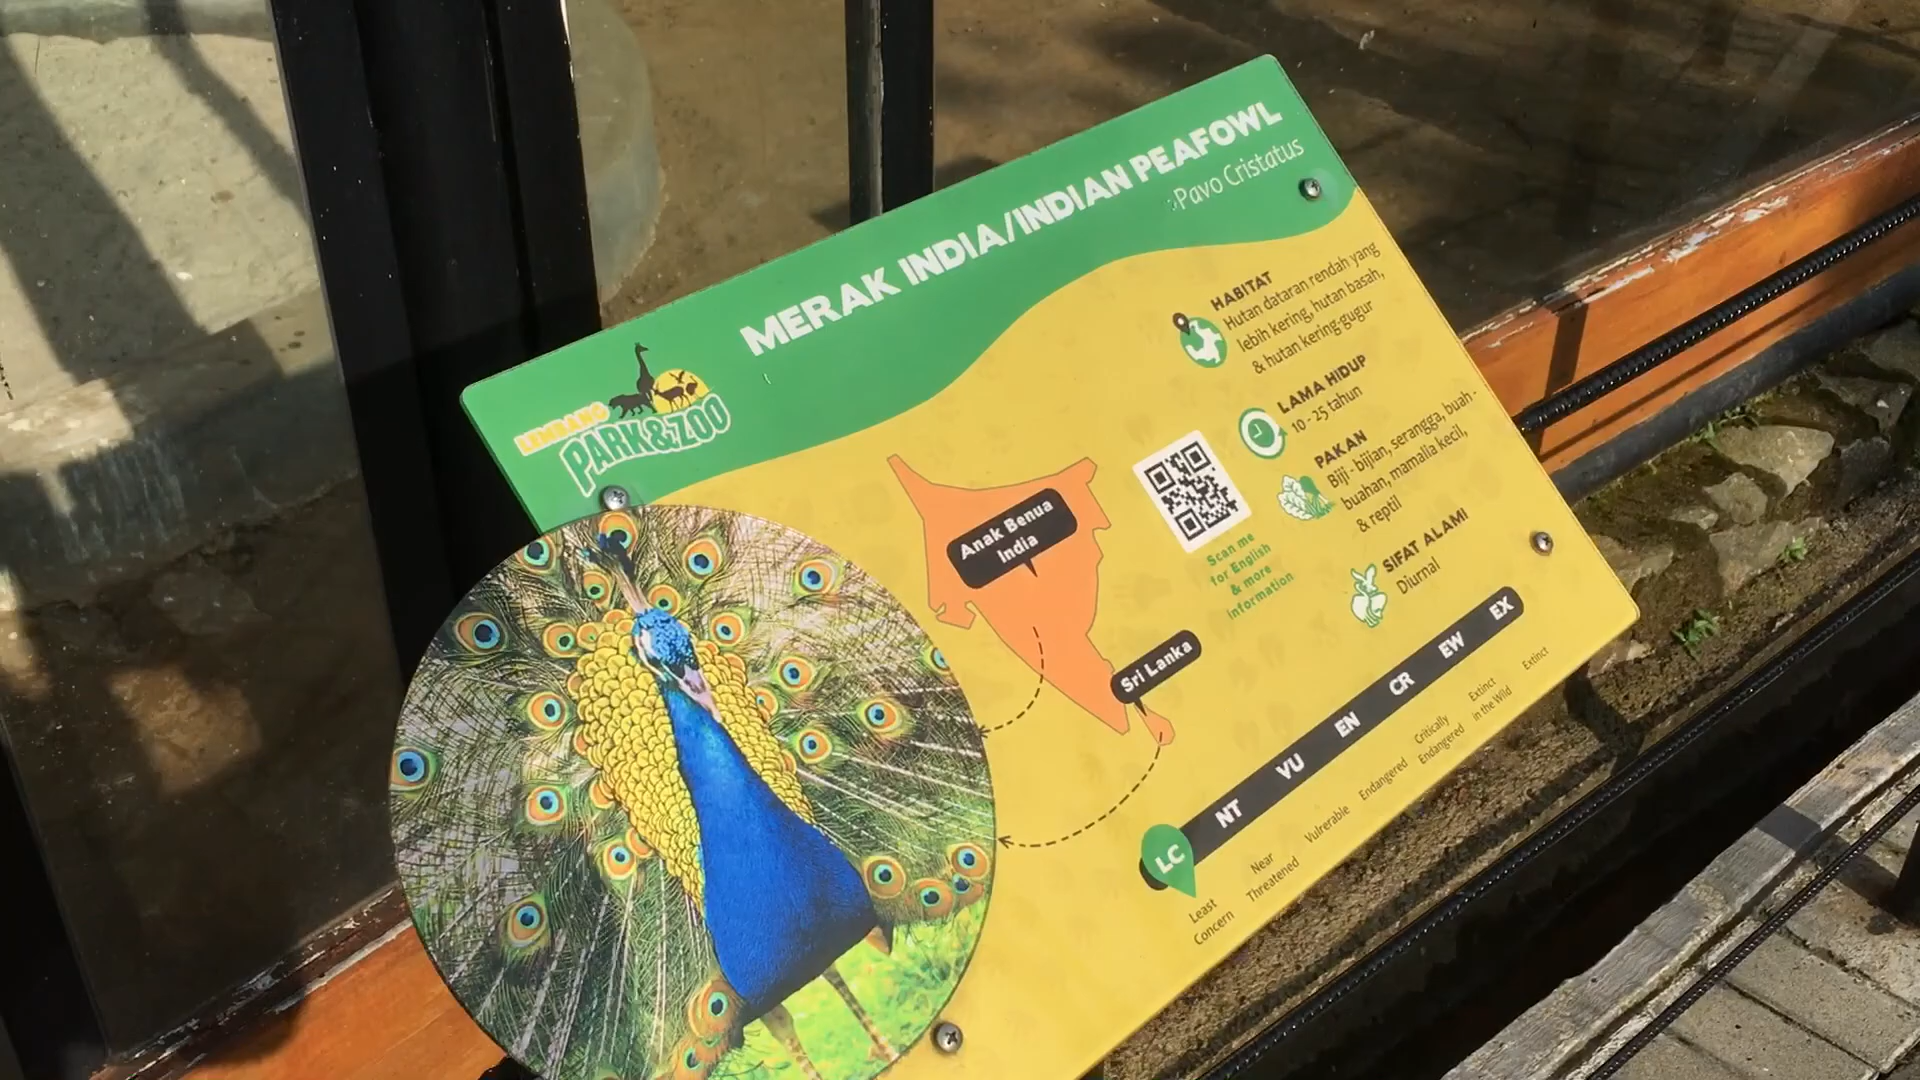 MERAK INDIA/INDIAN PEAFOWL
Pavo Cristatus
LEMBANG
PARK&ZOO
HABITAT
Hutan dataran rendah yang
lebih kering, hutan basah,
& hutan kering-gugur
LAMA HIDUP
10 - 25 tahun
PAKAN
Biji - bijian, serangga, buah -
buahan, mamalia kecil,
& reptil
SIFAT ALAMI
Diurnal
Scan me
for English
& more
information
Anak Benua
India
Sri Lanka
LC NT VU EN CR EW EX
Least
Concern
Near
Threatened
Vulnerable
Endangered
Critically
Endangered
Extinct
in the Wild
Extinct